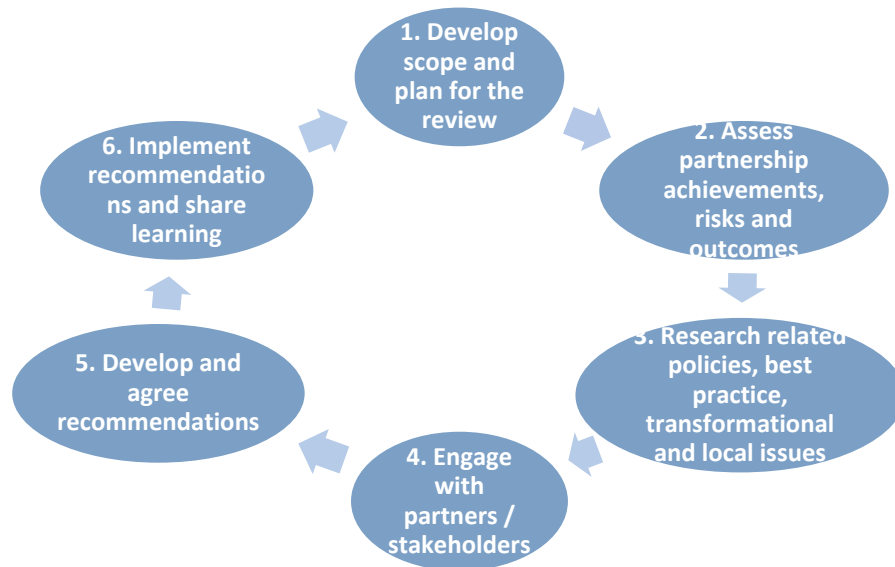 1. Develop
scope and
plan for the
review
2. Assess
partnership
achievements,
risks and
outcomes
3. Research related
policies, best
practice,
transformational
and local issues
4. Engage
with
partners /
stakeholders
5. Develop and
agree
recommendations
6. Implement
recommendatio
ns and share
learning